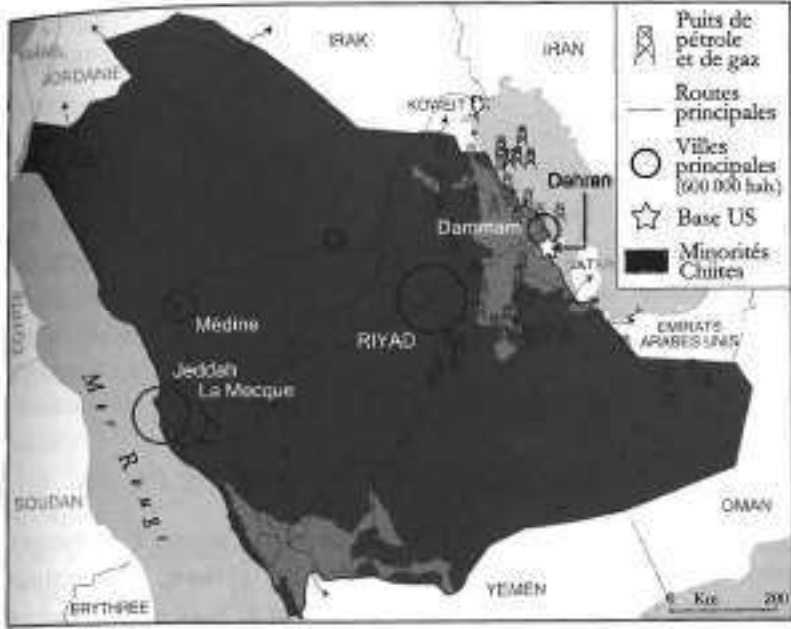 IRAK
IRAN
JORDANIE
KOWEIT
Puits de
pétrole
et de gaz
Routes
principales
Villes
principales
(600 000 hab.)
Base US
Minorités
Chiites
Dahran
Dammam
Médine
RIYAD
Jeddah
La Mecque
EMIRATS
ARABES UNIS
EGYPTE
Mer Rouge
SOUDAN
OMAN
YEMEN
ERYTHREE
0 Km 200